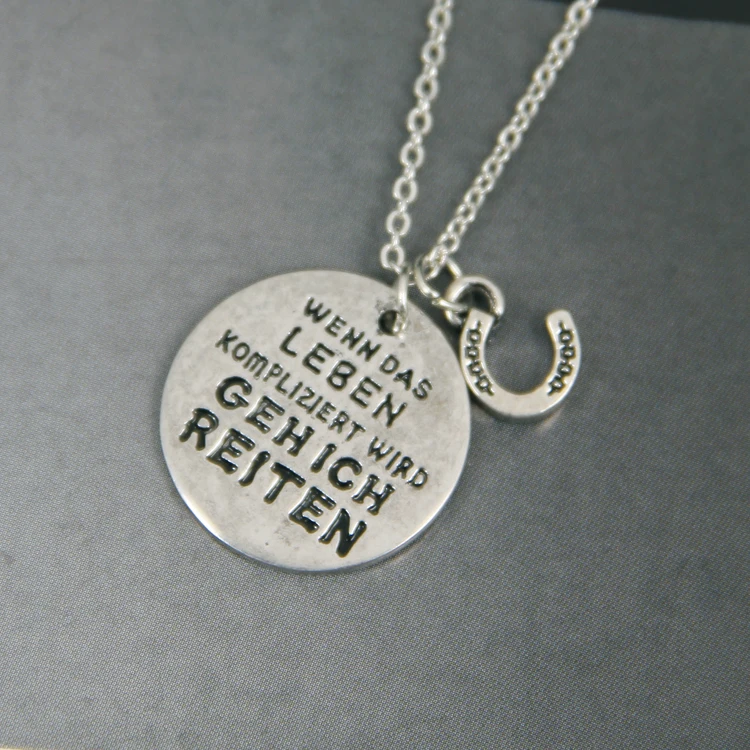 WENN DAS
LEBEN
KOMPLIZIERT WIRD
GEH ICH
REITEN